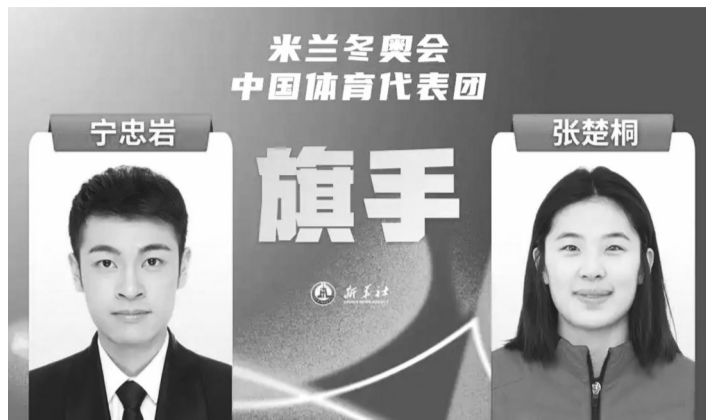 米兰冬奥会
中国体育代表团
宁忠岩
张楚桐
旗手
新华社